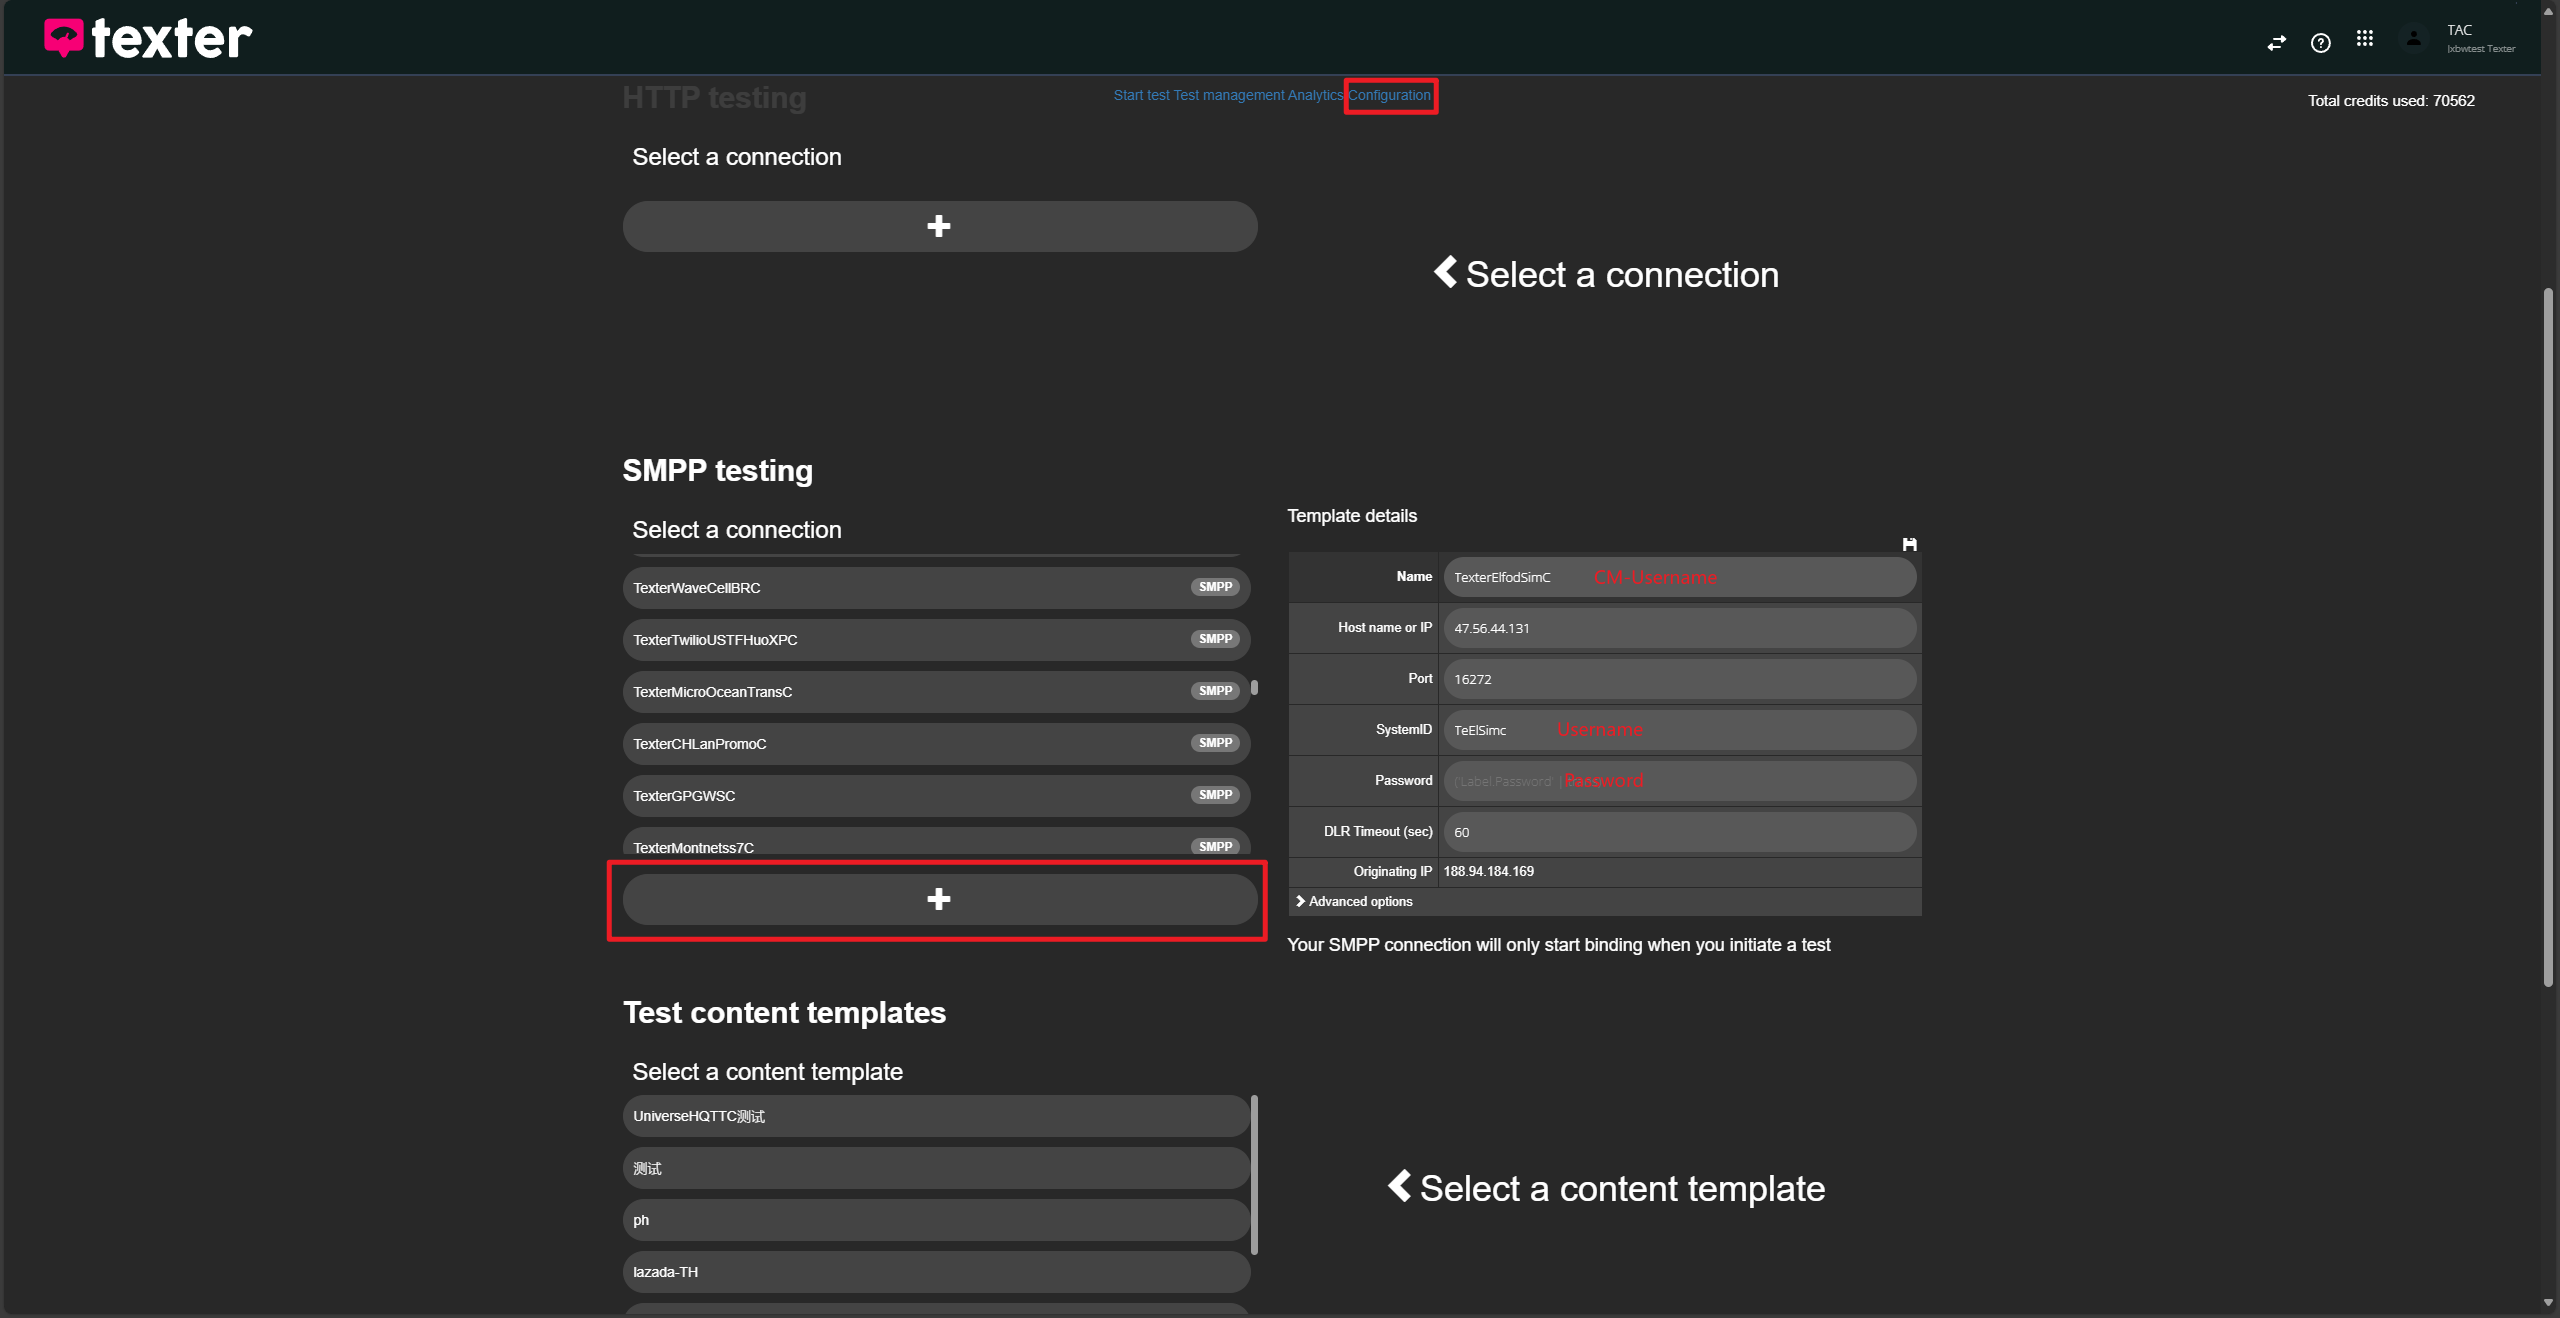 texter
TAC
lxbwtest Texter
HTTP testing
Start test Test management Analytics Configuration
Total credits used: 70562
Select a connection
Select a connection
SMPP testing
Select a connection
TexterWaveCellBRC SMPP
TexterTwilioUSTFHuoXPC SMPP
TexterMicroOceanTransC SMPP
TexterCHLanPromoC SMPP
TexterGPGWSC SMPP
TexterMontnetss7C SMPP
Template details
Name TexterElfodSimC CM-Username
Host name or IP 47.56.44.131
Port 16272
SystemID TeElSimc Username
Password ('Label.Password' | Password
DLR Timeout (sec) 60
Originating IP 188.94.184.169
Advanced options
Your SMPP connection will only start binding when you initiate a test
Test content templates
Select a content template
UniverseHQTTC测试
测试
ph
lazada-TH
Select a content template